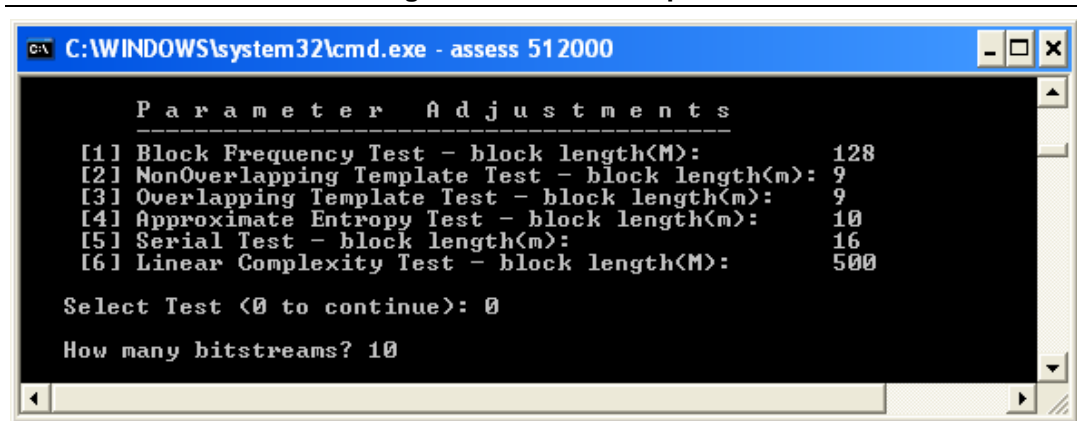 C:\WINDOWS\system32\cmd.exe - assess 512000
P a r a m e t e r   A d j u s t m e n t s
[1] Block Frequency Test - block length(M): 128
[2] NonOverlapping Template Test - block length(m): 9
[3] Overlapping Template Test - block length(m): 9
[4] Approximate Entropy Test - block length(m): 10
[5] Serial Test - block length(m): 16
[6] Linear Complexity Test - block length(M): 500
Select Test (0 to continue): 0
How many bitstreams? 10